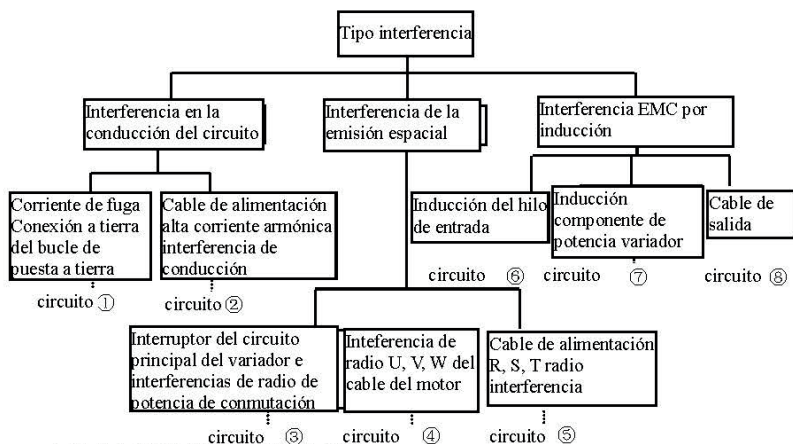 Tipo interferencia
Interferencia en la
conducción del circuito
Interferencia de la
emisión espacial
Interferencia EMC por
inducción
Corriente de fuga
Conexión a tierra
del bucle de
puesta a tierra
Cable de alimentación
alta corriente armónica
interferencia de
conducción
Inducción del hilo
de entrada
Inducción
componente de
potencia variador
Cable de
salida
circuito ①
circuito ②
circuito ⑥
circuito ⑦
circuito ⑧
Interruptor del circuito
principal del variador e
interferencias de radio de
potencia de conmutación
Inteferencia de
radio U, V, W del
cable del motor
Cable de alimentación
R, S, T radio
interferencia
circuito ③
circuito ④
circuito ⑤